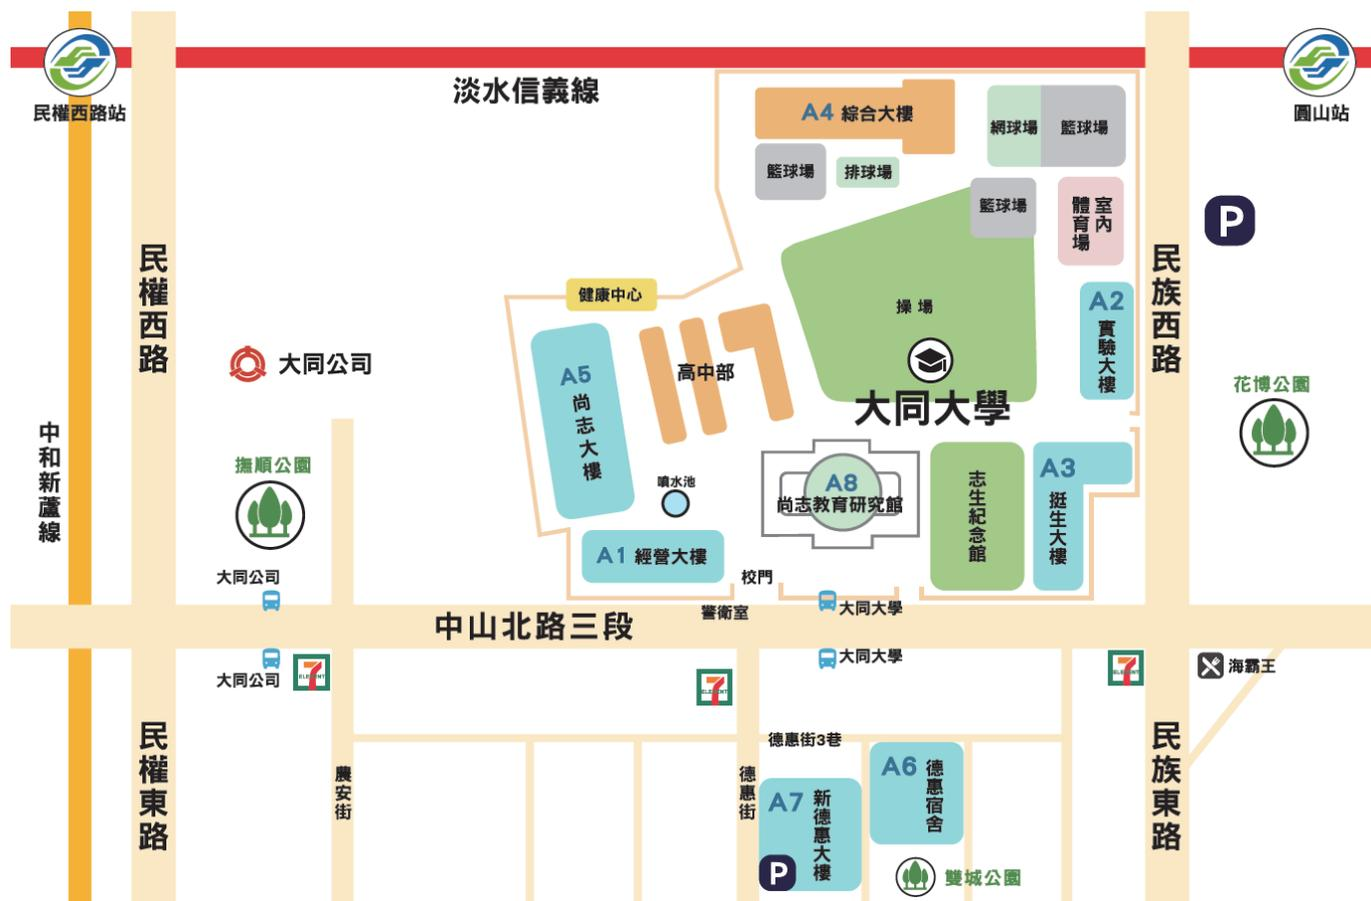 民權西路站
淡水信義線
圓山站
A4 綜合大樓
網球場
籃球場
籃球場
排球場
籃球場
室內
體育場
P
民權西路
民族西路
健康中心
A2
實驗大樓
操場
大同公司
高中部
A5
尚志大樓
大同大學
花博公園
中和新蘆線
撫順公園
噴水池
A8
尚志教育研究館
志生紀念館
A3
挺生大樓
A1 經營大樓
大同公司
校門
大同大學
警衛室
中山北路三段
大同公司
大同大學
7
ELEVEN
7
ELEVEN
7
ELEVEN
海霸王
民權東路
農安街
德惠街
德惠街3巷
A6
德惠宿舍
A7
新德惠大樓
P
雙城公園
民族東路